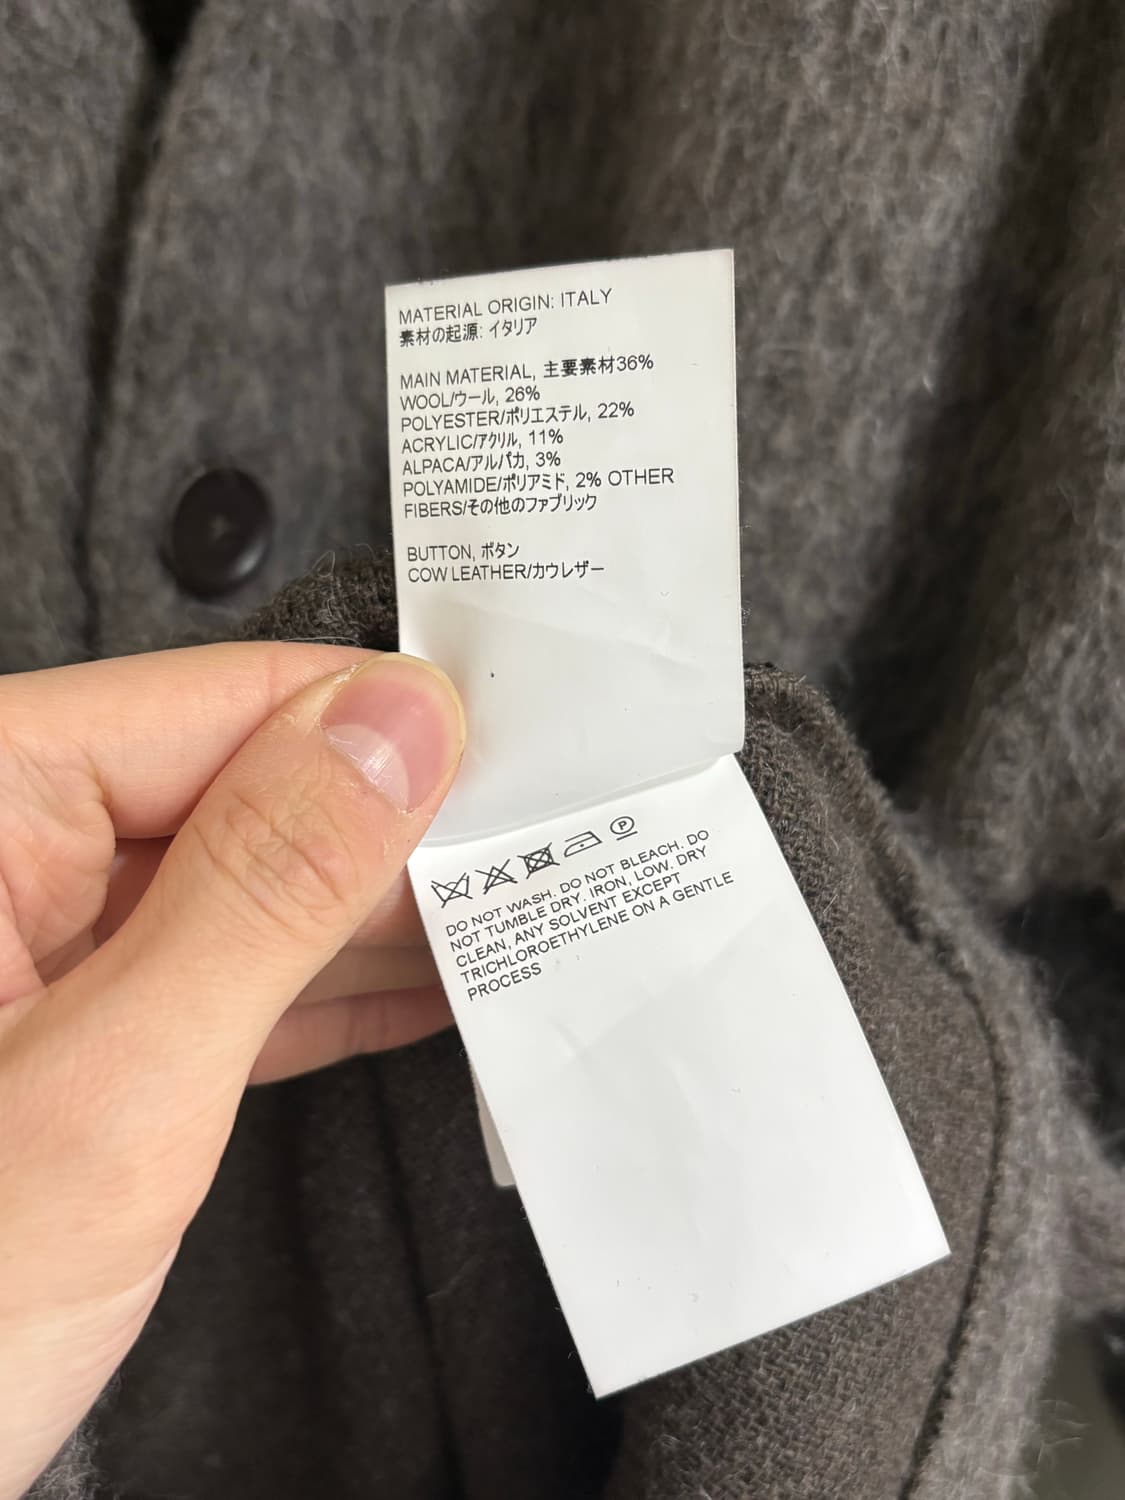 MATERIAL ORIGIN: ITALY
素材の起源: イタリア
MAIN MATERIAL, 主要素材36%
WOOL/ウール, 26%
POLYESTER/ポリエステル, 22%
ACRYLIC/アクリル, 11%
ALPACA/アルパカ, 3%
POLYAMIDE/ポリアミド, 2% OTHER
FIBERS/その他のファブリック
BUTTON, ボタン
COW LEATHER/カウレザー
P
DO NOT WASH. DO NOT BLEACH. DO
NOT TUMBLE DRY. IRON, LOW. DRY
CLEAN, ANY SOLVENT EXCEPT
TRICHLOROETHYLENE ON A GENTLE
PROCESS